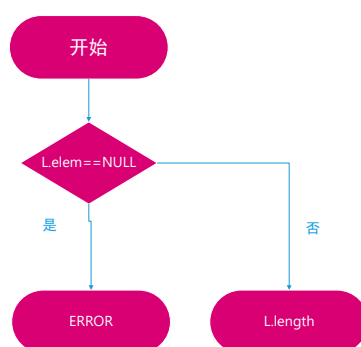 开始
L.elem==NULL
是
否
ERROR
L.length